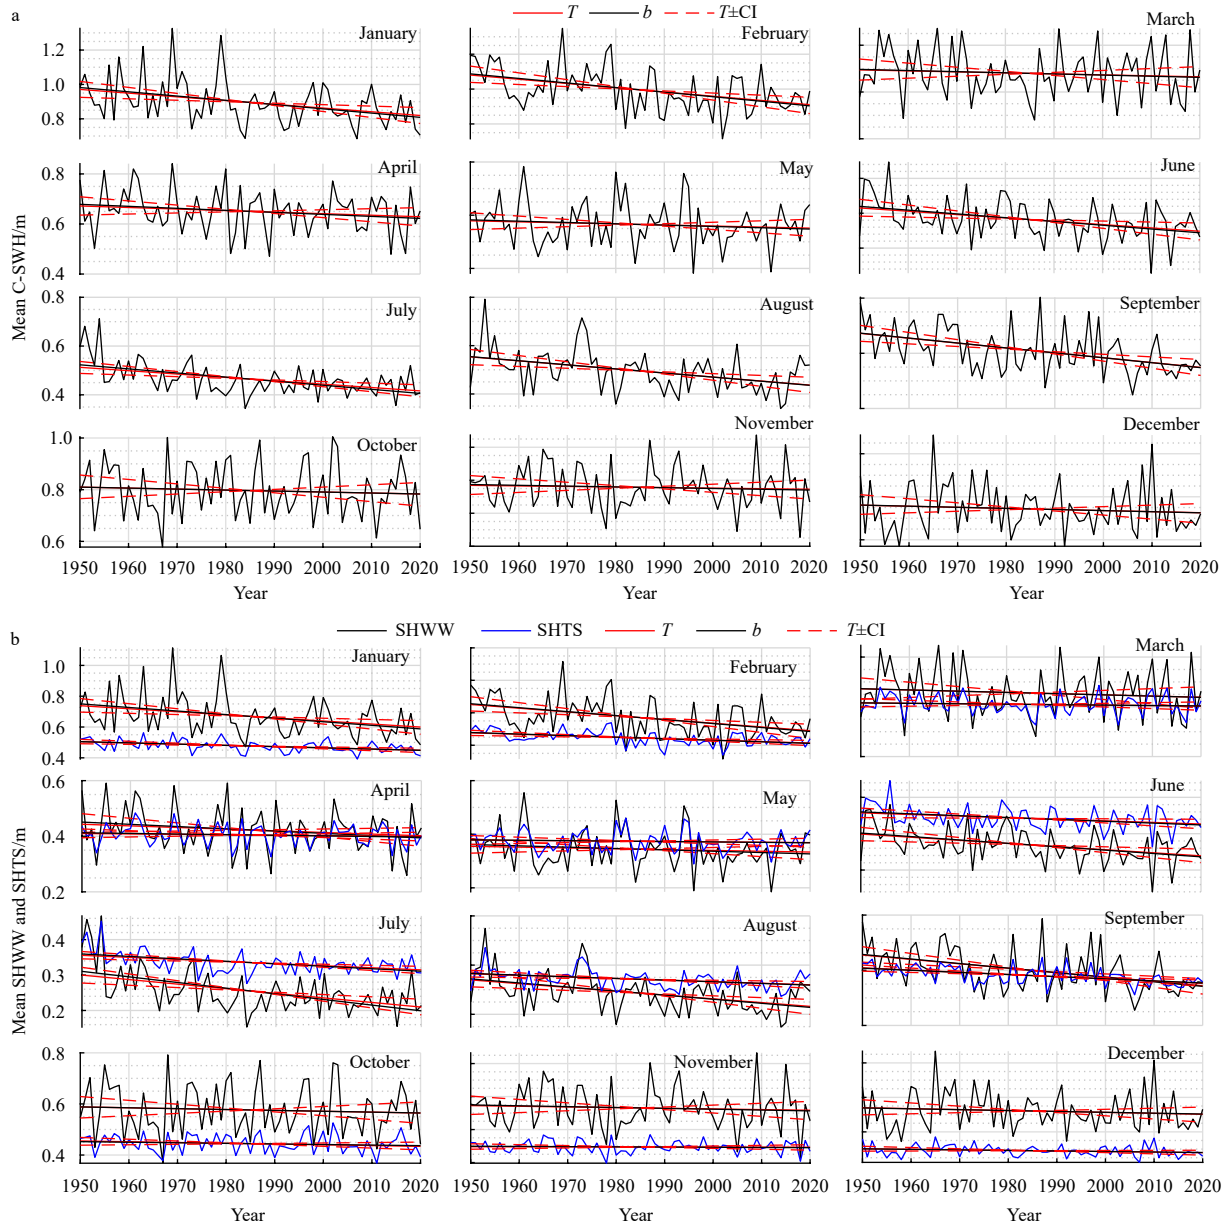 a
T b T±CI
January February March
1.2
1.0
0.8
April May June
0.8
0.6
0.4
Mean C-SWH/m
July August September
0.8
0.6
0.4
October November December
1.0
0.8
0.6
1950 1960 1970 1980 1990 2000 2010 2020 1950 1960 1970 1980 1990 2000 2010 2020 1950 1960 1970 1980 1990 2000 2010 2020
Year Year Year
b
SHWW SHTS T b T±CI
January February March
1.0
0.8
0.6
0.4
April May June
0.6
0.4
0.2
Mean SHWW and SHTS/m
July August September
0.4
0.3
0.2
October November December
0.8
0.6
0.4
1950 1960 1970 1980 1990 2000 2010 2020 1950 1960 1970 1980 1990 2000 2010 2020 1950 1960 1970 1980 1990 2000 2010 2020
Year Year Year